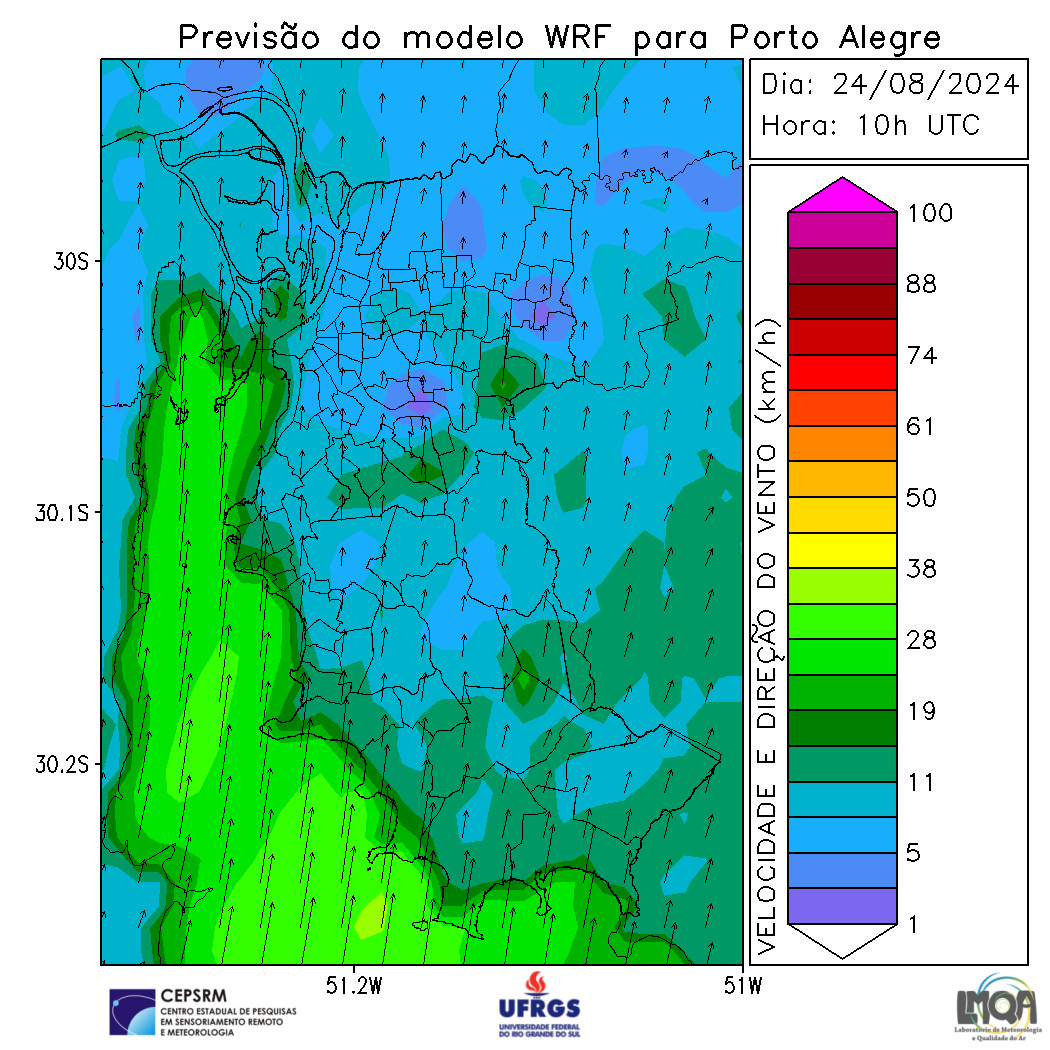 Previsão do modelo WRF para Porto Alegre
Dia: 24/08/2024
Hora: 10h UTC
30S
30.1S
30.2S
51.2W
51W
VELOCIDADE E DIREÇÃO DO VENTO (km/h)
100
88
74
61
50
38
28
19
11
5
1
CEPSRM
CENTRO ESTADUAL DE PESQUISAS
EM SENSORIAMENTO REMOTO
E METEOROLOGIA
UFRGS
UNIVERSIDADE FEDERAL
DO RIO GRANDE DO SUL
LMQA
Laboratório de Meteorologia
e Qualidade do Ar